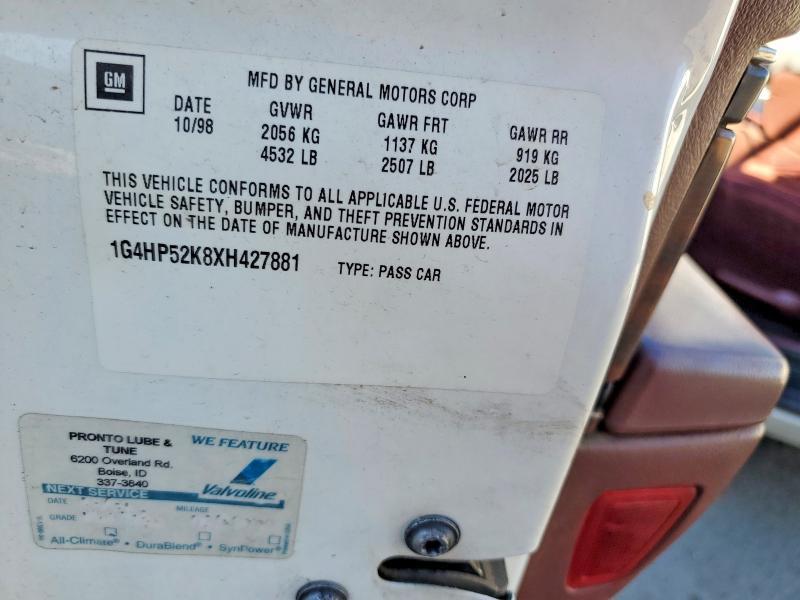 GM
MFD BY GENERAL MOTORS CORP
DATE GVWR GAWR FRT GAWR RR
10/98 2056 KG 1137 KG 919 KG
4532 LB 2507 LB 2025 LB
THIS VEHICLE CONFORMS TO ALL APPLICABLE U.S. FEDERAL MOTOR
VEHICLE SAFETY, BUMPER, AND THEFT PREVENTION STANDARDS IN
EFFECT ON THE DATE OF MANUFACTURE SHOWN ABOVE.
1G4HP52K8XH427881 TYPE: PASS CAR
PRONTO LUBE &
TUNE
6200 Overland Rd.
Boise, ID
337-3640
WE FEATURE
Valvoline
NEXT SERVICE
DATE MILEAGE
GRADE
All-Climate® • DuraBlend® • SynPower®